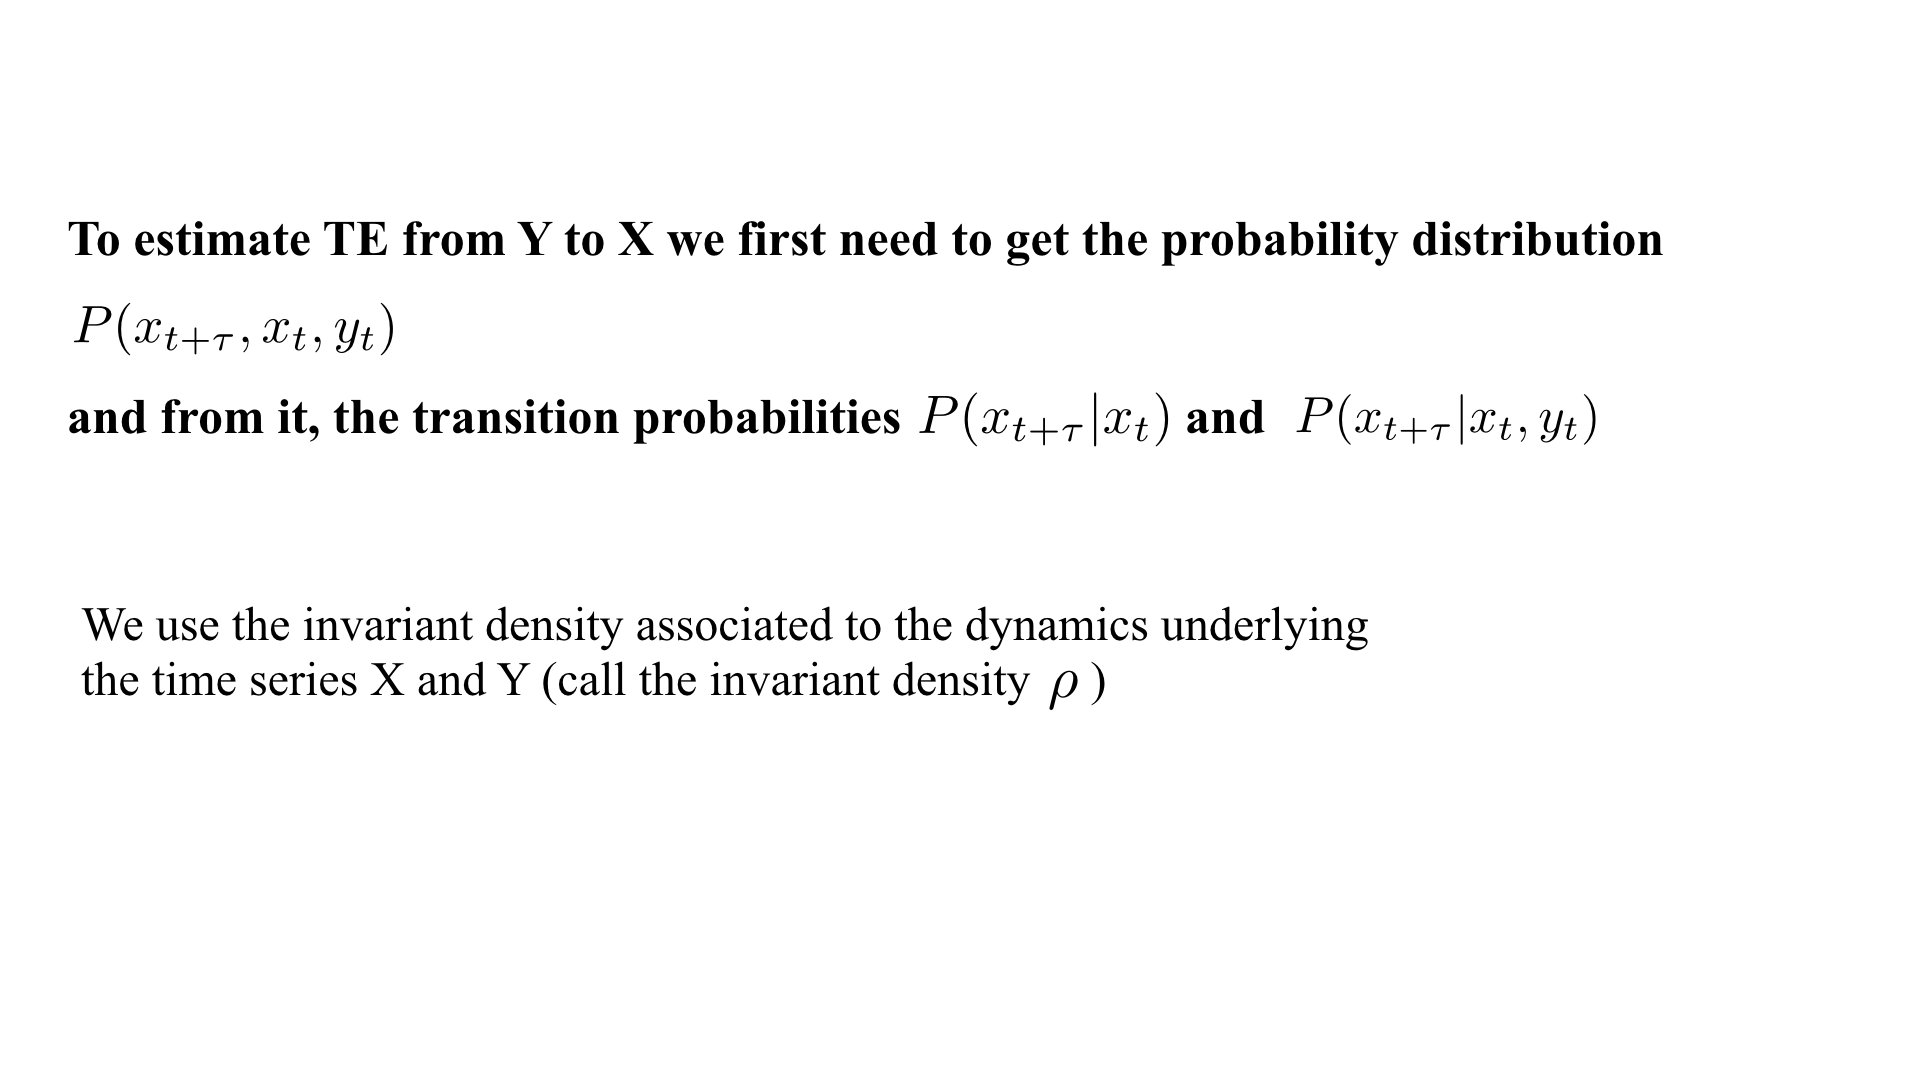 To estimate TE from Y to X we first need to get the probability distribution
$P(x_{t+\tau}, x_t, y_t)$
and from it, the transition probabilities $P(x_{t+\tau}|x_t)$ and $P(x_{t+\tau}|x_t, y_t)$
We use the invariant density associated to the dynamics underlying
the time series X and Y (call the invariant density $\rho$ )